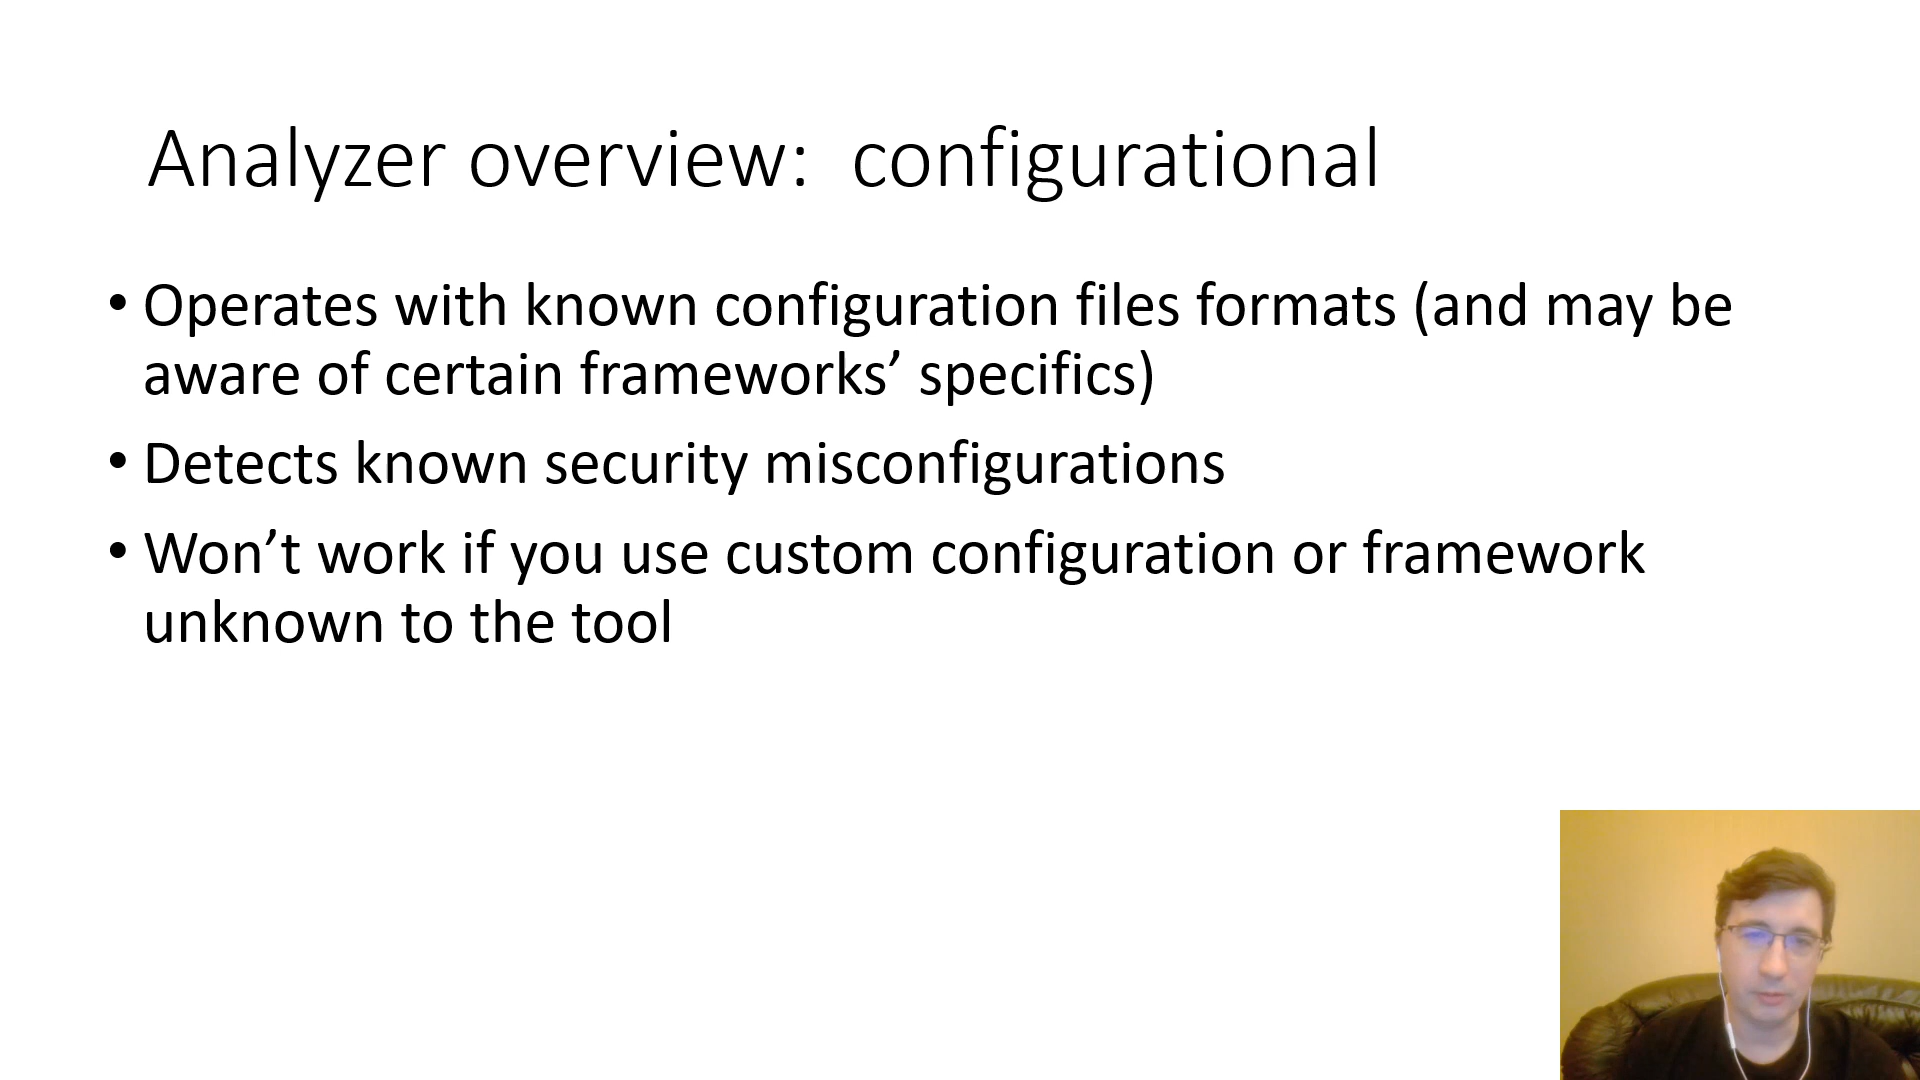 Analyzer overview:  configurational
• Operates with known configuration files formats (and may be
aware of certain frameworks’ specifics)
• Detects known security misconfigurations
• Won’t work if you use custom configuration or framework
unknown to the tool